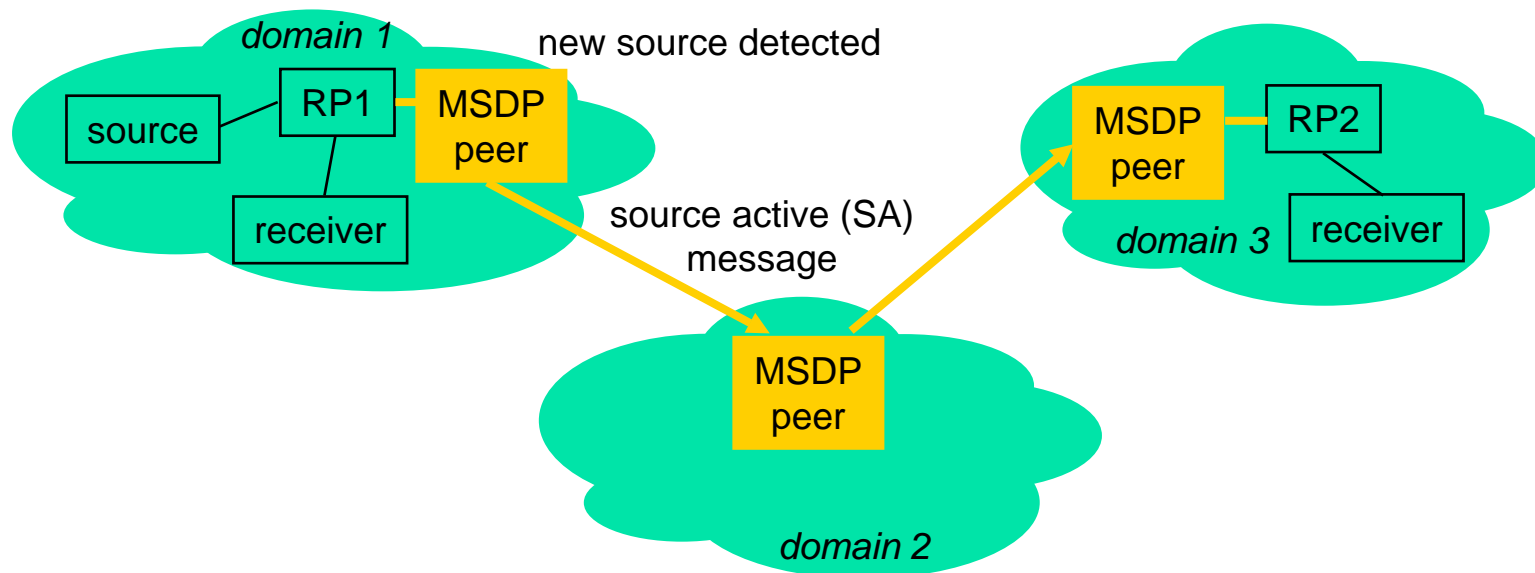 domain 1
new source detected
source
RP1
MSDP
peer
receiver
source active (SA)
message
MSDP
peer
RP2
receiver
domain 3
MSDP
peer
domain 2